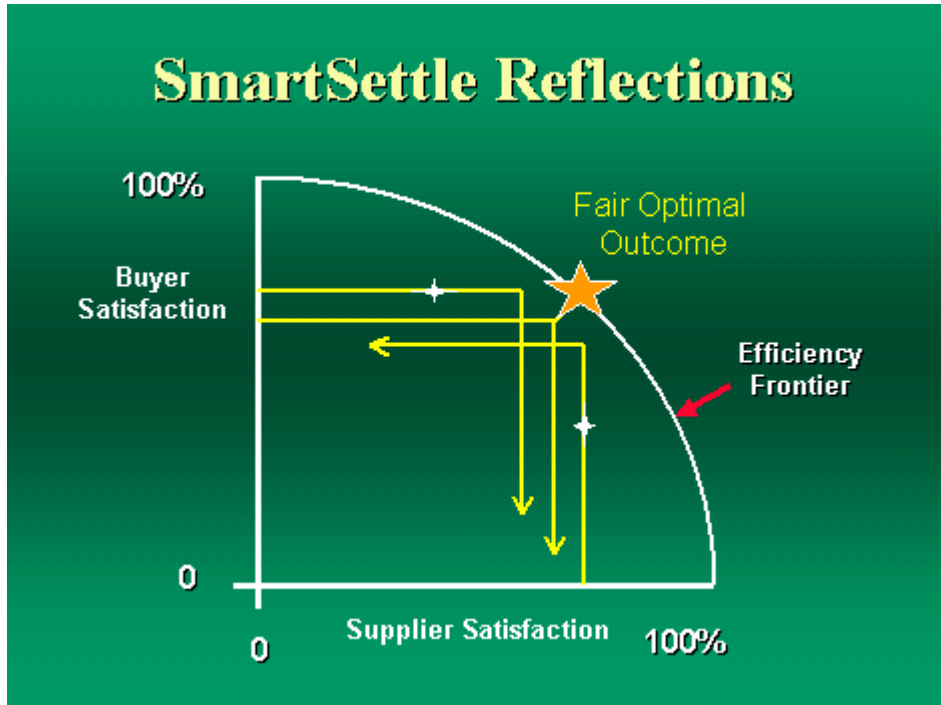 SmartSettle Reflections
100%
Fair Optimal
Outcome
Buyer
Satisfaction
Efficiency
Frontier
0
Supplier Satisfaction
0
100%